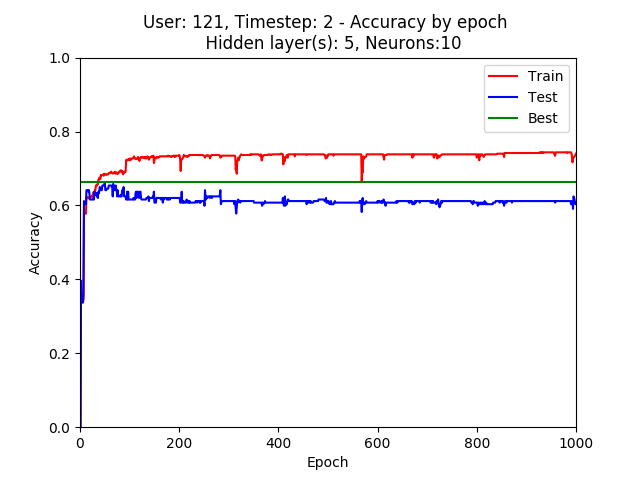 User: 121, Timestep: 2 - Accuracy by epoch
Hidden layer(s): 5, Neurons:10
1.0
0.8
0.6
0.4
0.2
0.0
Accuracy
Train
Test
Best
0
200
400
600
800
1000
Epoch